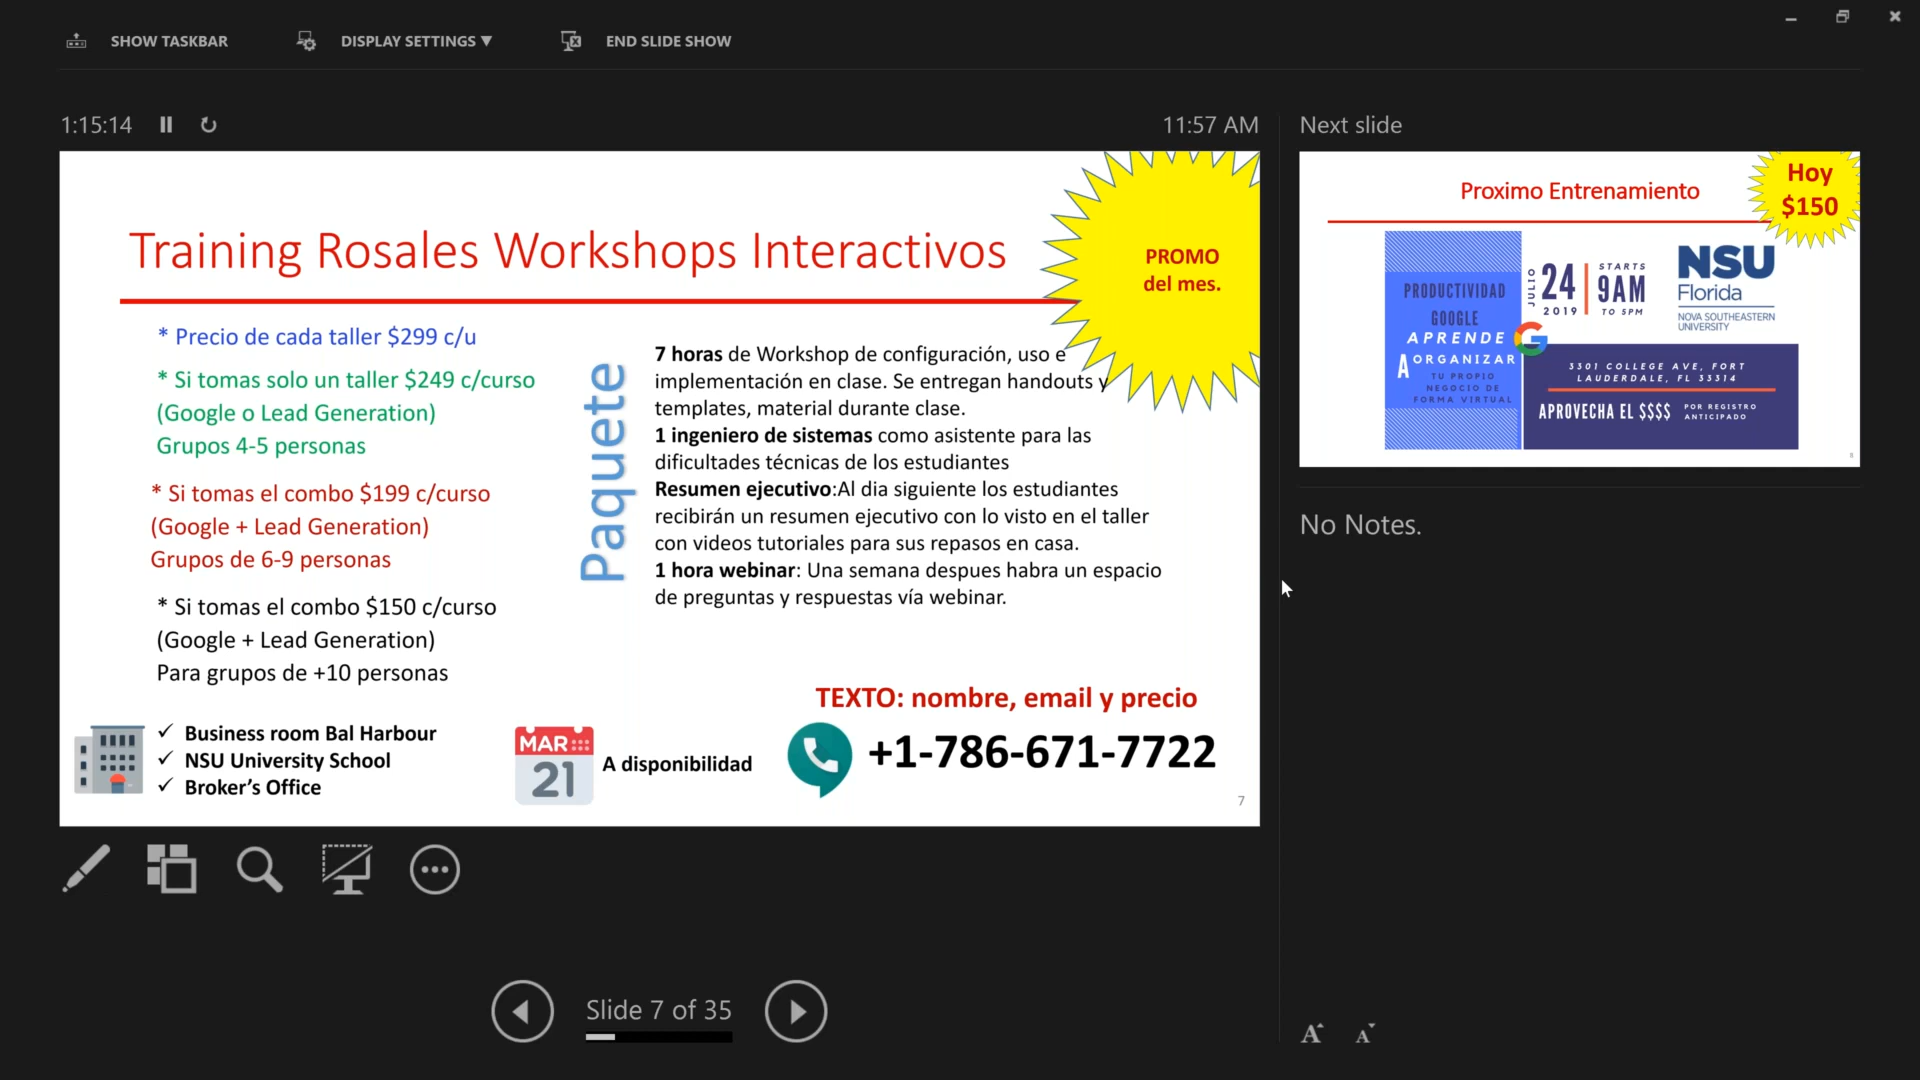 SHOW TASKBAR
DISPLAY SETTINGS ▼
END SLIDE SHOW
1:15:14
11:57 AM
Training Rosales Workshops Interactivos
PROMO
del mes.
* Precio de cada taller $299 c/u
* Si tomas solo un taller $249 c/curso
(Google o Lead Generation)
Grupos 4-5 personas
* Si tomas el combo $199 c/curso
(Google + Lead Generation)
Grupos de 6-9 personas
* Si tomas el combo $150 c/curso
(Google + Lead Generation)
Para grupos de +10 personas
Paquete
7 horas de Workshop de configuración, uso e
implementación en clase. Se entregan handouts y
templates, material durante clase.
1 ingeniero de sistemas como asistente para las
dificultades técnicas de los estudiantes
Resumen ejecutivo:Al dia siguiente los estudiantes
recibirán un resumen ejecutivo con lo visto en el taller
con videos tutoriales para sus repasos en casa.
1 hora webinar: Una semana despues habra un espacio
de preguntas y respuestas vía webinar.
✓ Business room Bal Harbour
✓ NSU University School
✓ Broker's Office
MAR
21
A disponibilidad
TEXTO: nombre, email y precio
+1-786-671-7722
7
Next slide
Proximo Entrenamiento
Hoy
$150
PRODUCTIVIDAD
GOOGLE
APRENDE
A ORGANIZAR
TU PROPIO
NEGOCIO DE
FORMA VIRTUAL
JULIO
24
2019
STARTS
9AM
TO 5PM
NSU
Florida
NOVA SOUTHEASTERN
UNIVERSITY
3301 COLLEGE AVE, FORT
LAUDERDALE, FL 33314
APROVECHA EL $$$$
POR REGISTRO
ANTICIPADO
8
No Notes.
Slide 7 of 35
A
A